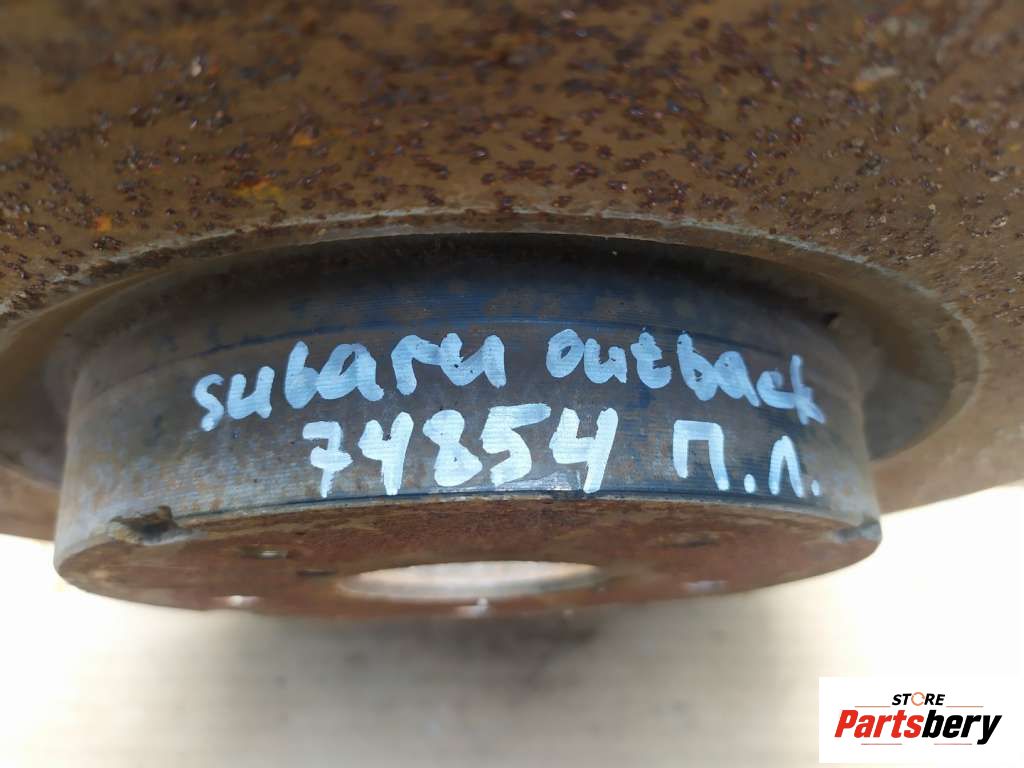 subaru outback
74854 П.Л.
STORE
Partsbery